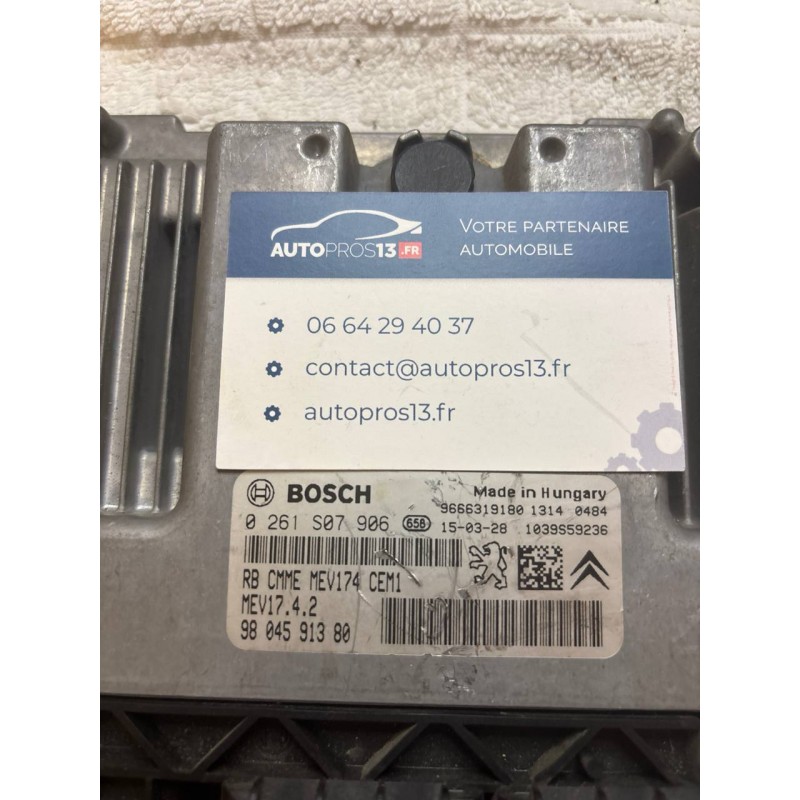 AUTOPROS13.FR
VOTRE PARTENAIRE
AUTOMOBILE
06 64 29 40 37
contact@autopros13.fr
autopros13.fr
BOSCH
Made in Hungary
9666319180 1314 0484
0 261 S07 906 656 15-03-28 1039S59236
RB CMME MEV174 CEM1
MEV17.4.2
98 045 913 80